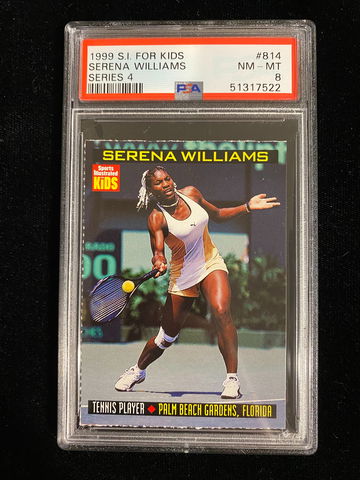 1999 S.I. FOR KIDS #814
SERENA WILLIAMS NM - MT
SERIES 4 PSA 8
51317522
SERENA WILLIAMS
Sports
Illustrated
KIDS
TENNIS PLAYER ♦ PALM BEACH GARDENS, FLORIDA